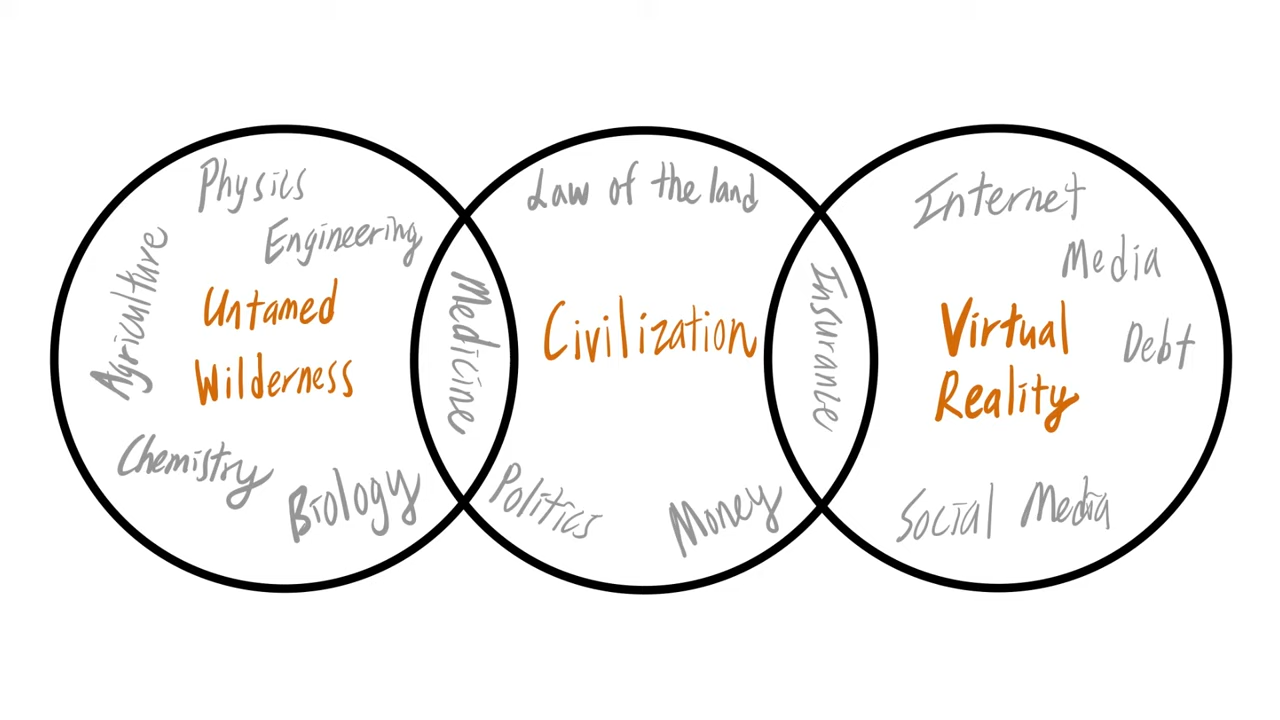 Physics
Engineering
Agriculture
Untamed
Wilderness
Chemistry
Biology
Medicine
Law of the land
Civilization
Politics
Money
Insurance
Internet
Media
Virtual
Reality
Debt
Social Media